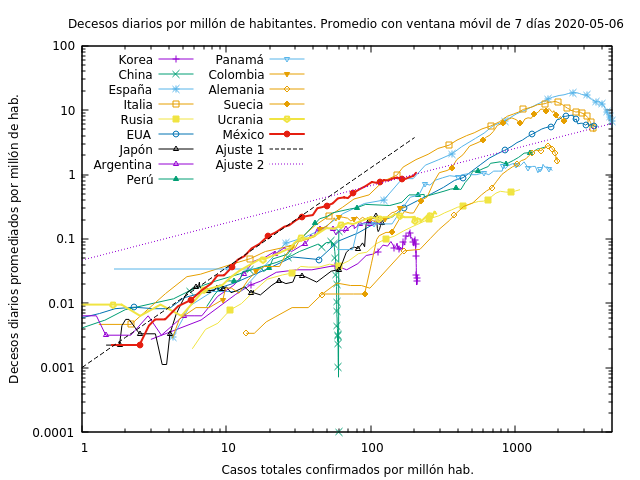 Decesos diarios por millón de habitantes. Promedio con ventana móvil de 7 días 2020-05-06
100
10
1
0.1
0.01
0.001
0.0001
Decesos diarios promediados por millón de hab.
Korea
China
España
Italia
Rusia
EUA
Japón
Argentina
Perú
Panamá
Colombia
Alemania
Suecia
Ucrania
México
Ajuste 1
Ajuste 2
1
10
100
1000
Casos totales confirmados por millón hab.